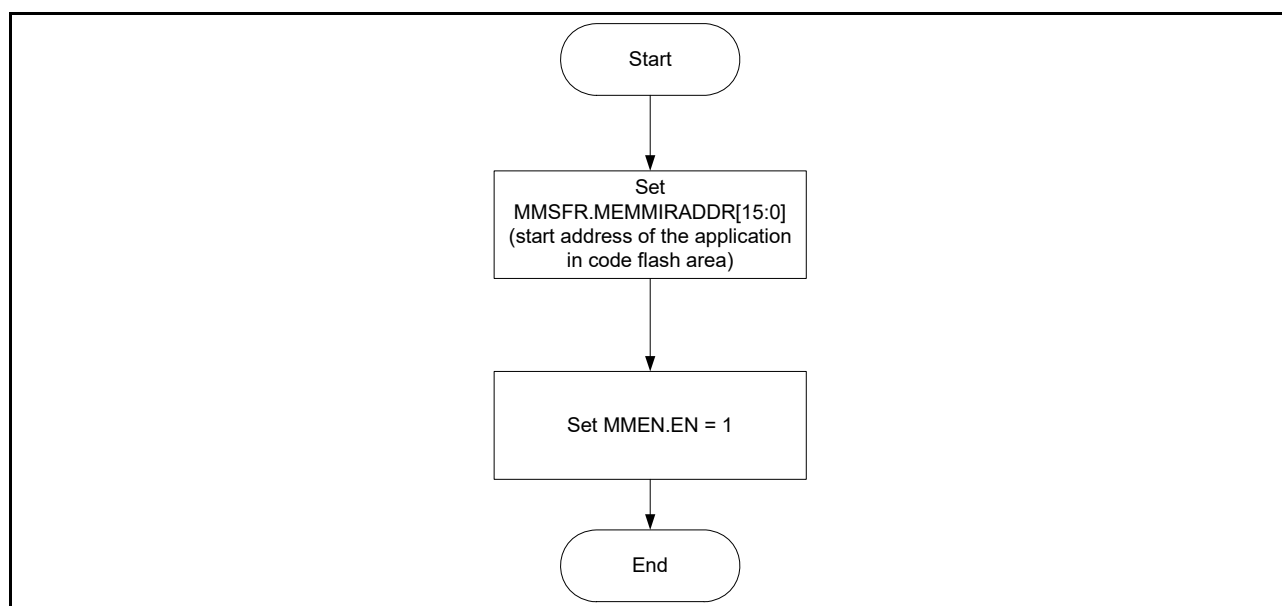 Start
Set
MMSFR.MEMMIRADDR[15:0]
(start address of the application
in code flash area)
Set MMEN.EN = 1
End